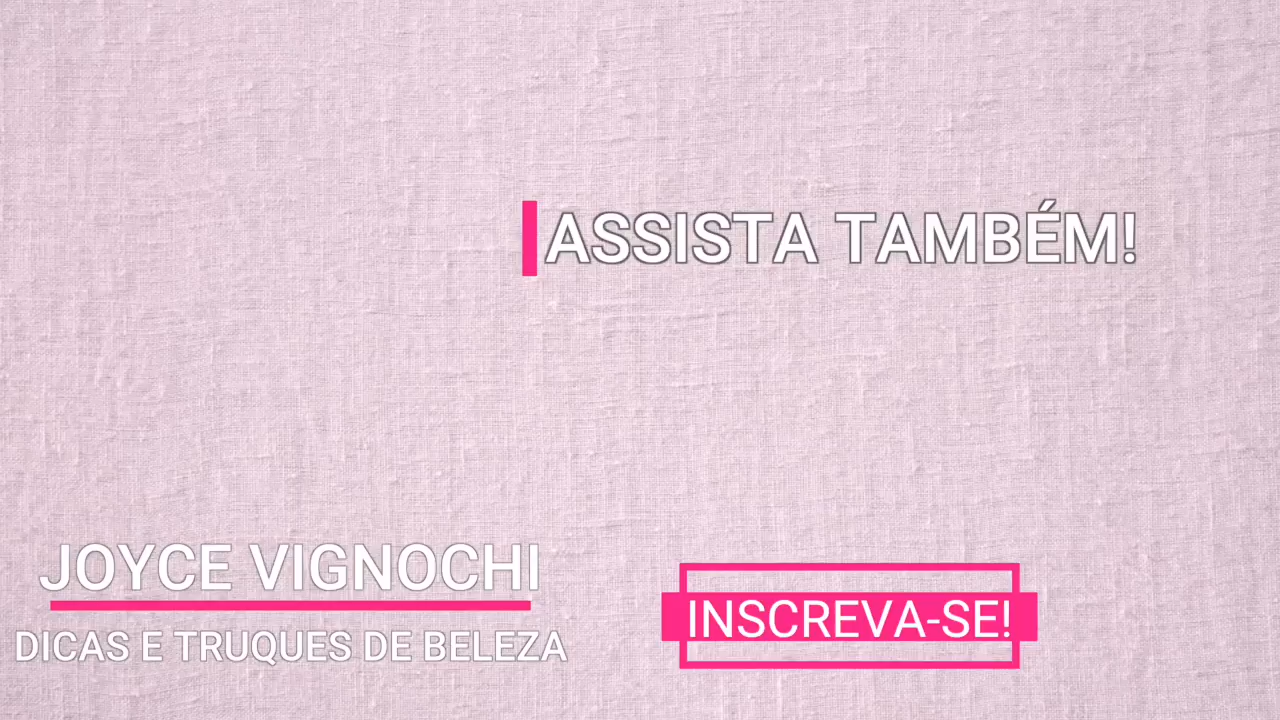 ASSISTA TAMBÉM!
JOYCE VIGNOCHI
DICAS E TRUQUES DE BELEZA
INSCREVA-SE!